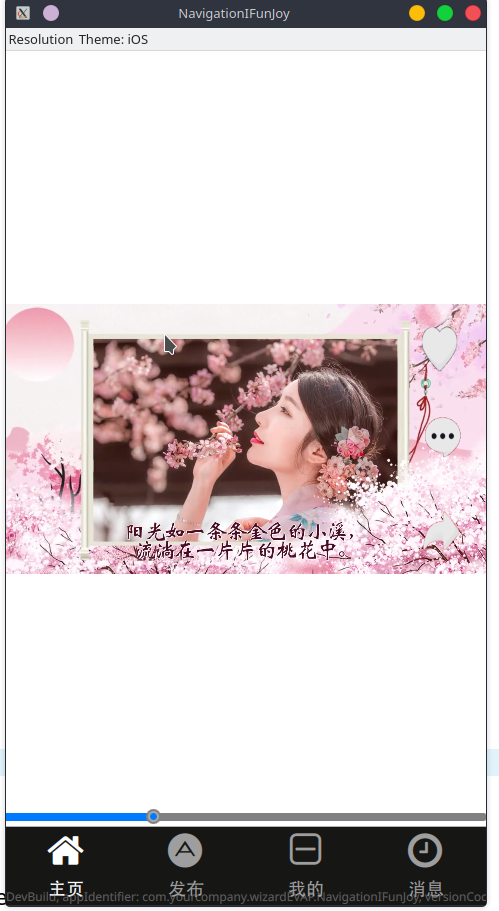 NavigationIFunJoy
Resolution Theme: iOS
阳光如一条条金色的小溪，
流淌在一片片的桃花中。
主页
发布
我的
消息
DevBuild, appIdentifier: com.yourcompany.wizardEVAP.NavigationIFunJoy, versionCod